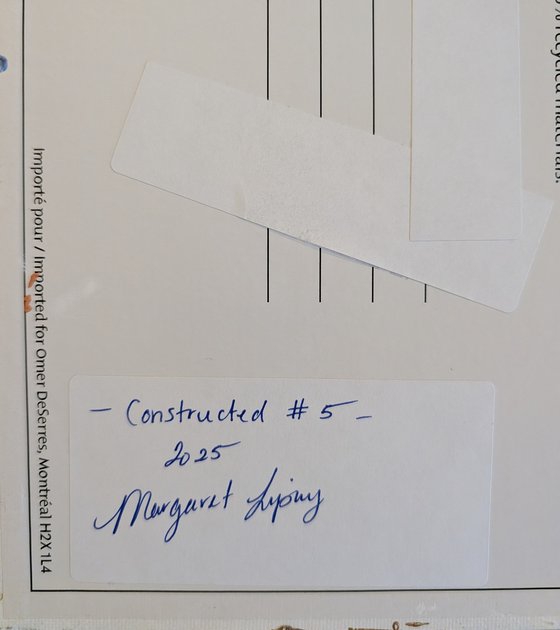 % recycled materials.
Importé pour / Imported for Omer DeSerres, Montréal H2X 1L4
- Constructed # 5 -
2025
Margaret